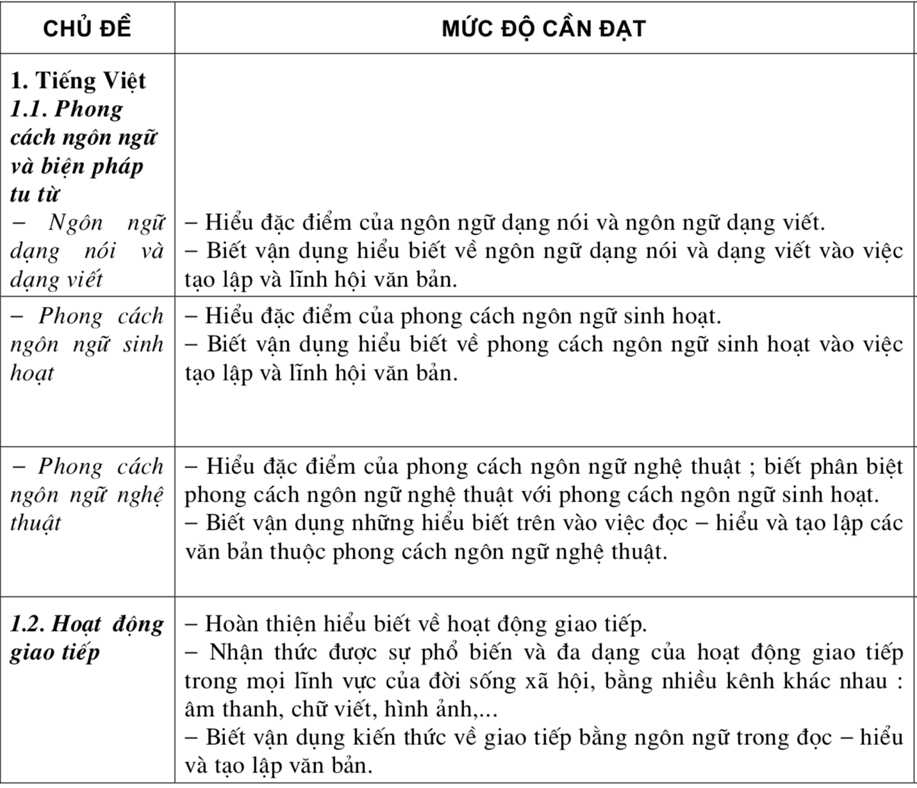 CHỦ ĐỀ
MỨC ĐỘ CẦN ĐẠT
1. Tiếng Việt
1.1. Phong
cách ngôn ngữ
và biện pháp
tu từ
– Ngôn ngữ
dạng nói và
dạng viết
– Hiểu đặc điểm của ngôn ngữ dạng nói và ngôn ngữ dạng viết.
– Biết vận dụng hiểu biết về ngôn ngữ dạng nói và dạng viết vào việc
tạo lập và lĩnh hội văn bản.
– Phong cách
ngôn ngữ sinh
hoạt
– Hiểu đặc điểm của phong cách ngôn ngữ sinh hoạt.
– Biết vận dụng hiểu biết về phong cách ngôn ngữ sinh hoạt vào việc
tạo lập và lĩnh hội văn bản.
– Phong cách
ngôn ngữ nghệ
thuật
– Hiểu đặc điểm của phong cách ngôn ngữ nghệ thuật ; biết phân biệt
phong cách ngôn ngữ nghệ thuật với phong cách ngôn ngữ sinh hoạt.
– Biết vận dụng những hiểu biết trên vào việc đọc – hiểu và tạo lập các
văn bản thuộc phong cách ngôn ngữ nghệ thuật.
1.2. Hoạt động
giao tiếp
– Hoàn thiện hiểu biết về hoạt động giao tiếp.
– Nhận thức được sự phổ biến và đa dạng của hoạt động giao tiếp
trong mọi lĩnh vực của đời sống xã hội, bằng nhiều kênh khác nhau :
âm thanh, chữ viết, hình ảnh,...
– Biết vận dụng kiến thức về giao tiếp bằng ngôn ngữ trong đọc – hiểu
và tạo lập văn bản.